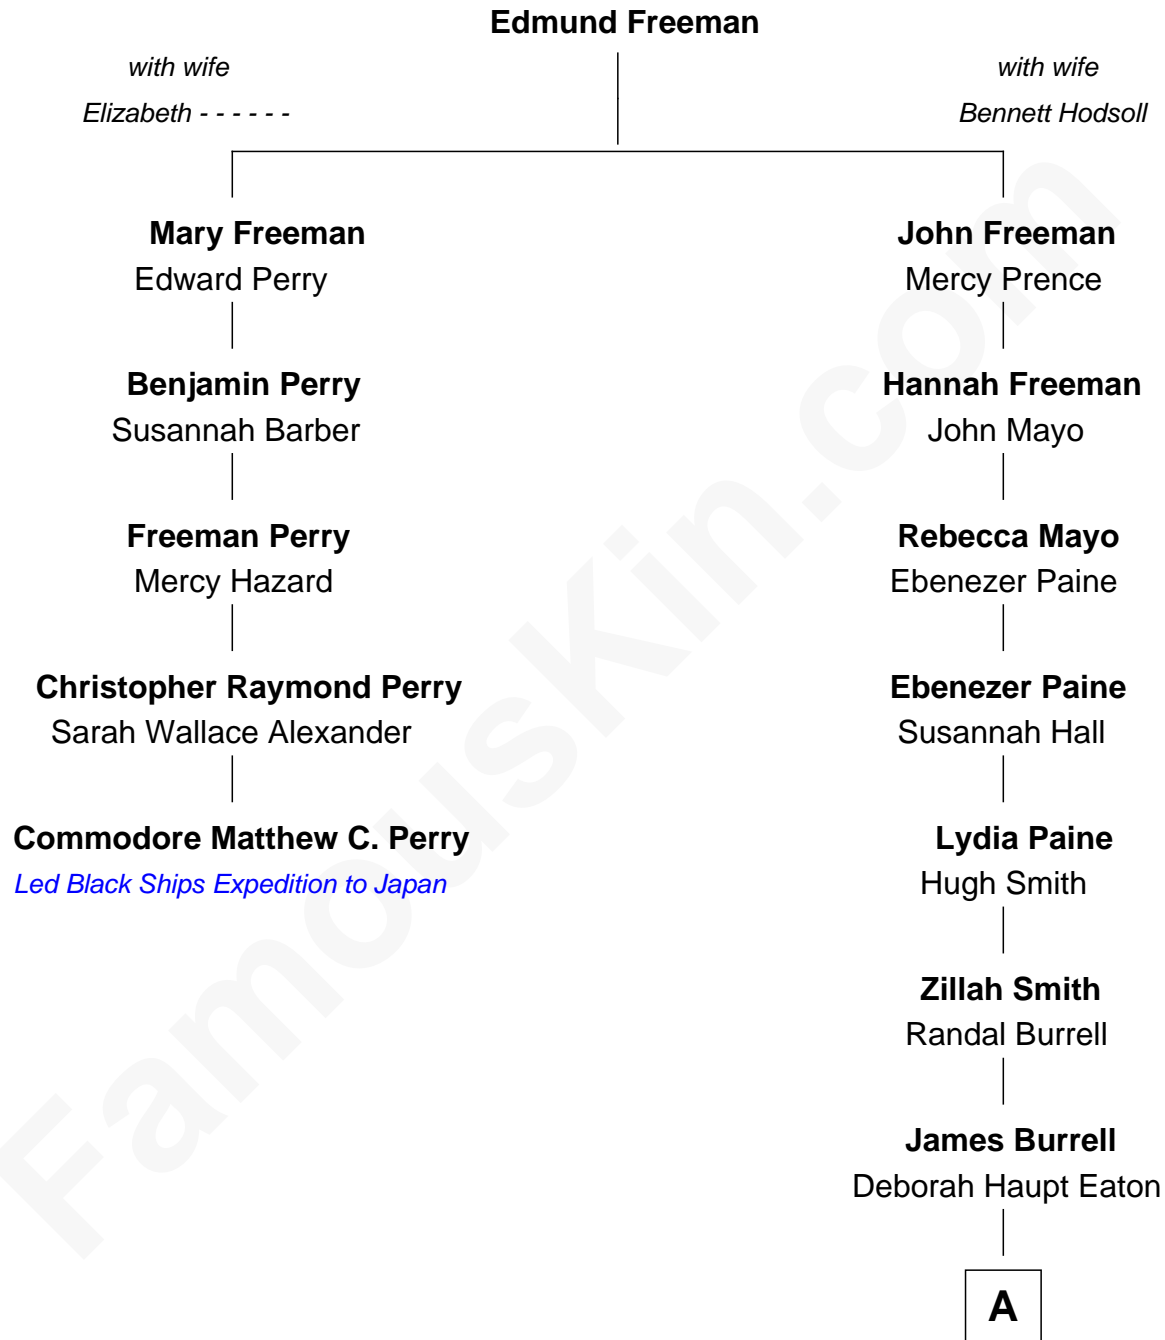 Edmund Freeman
with wife
Elizabeth - - - - - -
with wife
Bennett Hodsoll
Mary Freeman
Edward Perry
John Freeman
Mercy Prence
Benjamin Perry
Susannah Barber
Hannah Freeman
John Mayo
Freeman Perry
Mercy Hazard
Rebecca Mayo
Ebenezer Paine
Christopher Raymond Perry
Sarah Wallace Alexander
Ebenezer Paine
Susannah Hall
Commodore Matthew C. Perry
Led Black Ships Expedition to Japan
Lydia Paine
Hugh Smith
Zillah Smith
Randal Burrell
James Burrell
Deborah Haupt Eaton
A
FamousKin.com